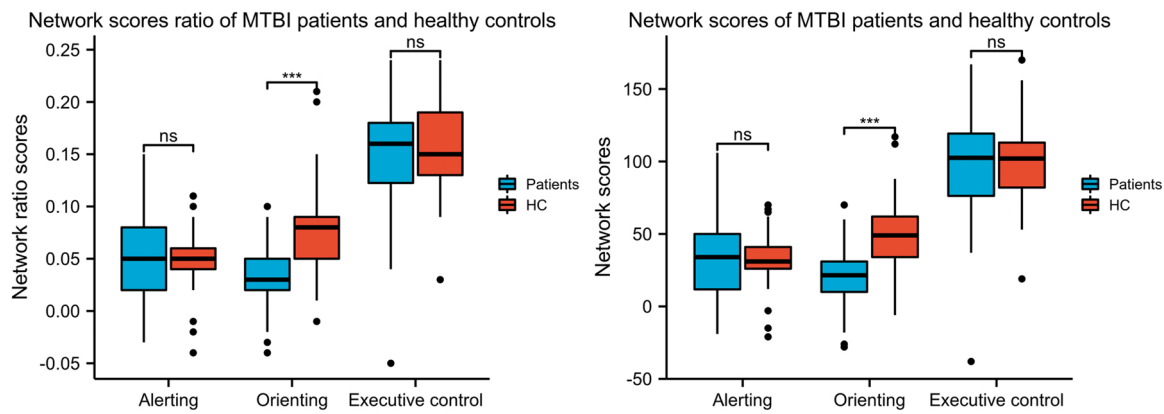 Network scores ratio of MTBI patients and healthy controls
Network ratio scores
0.25
0.20
0.15
0.10
0.05
0.00
-0.05
ns
***
ns
Alerting
Orienting
Executive control
Patients
HC
Network scores of MTBI patients and healthy controls
Network scores
150
100
50
0
-50
ns
***
ns
Alerting
Orienting
Executive control
Patients
HC